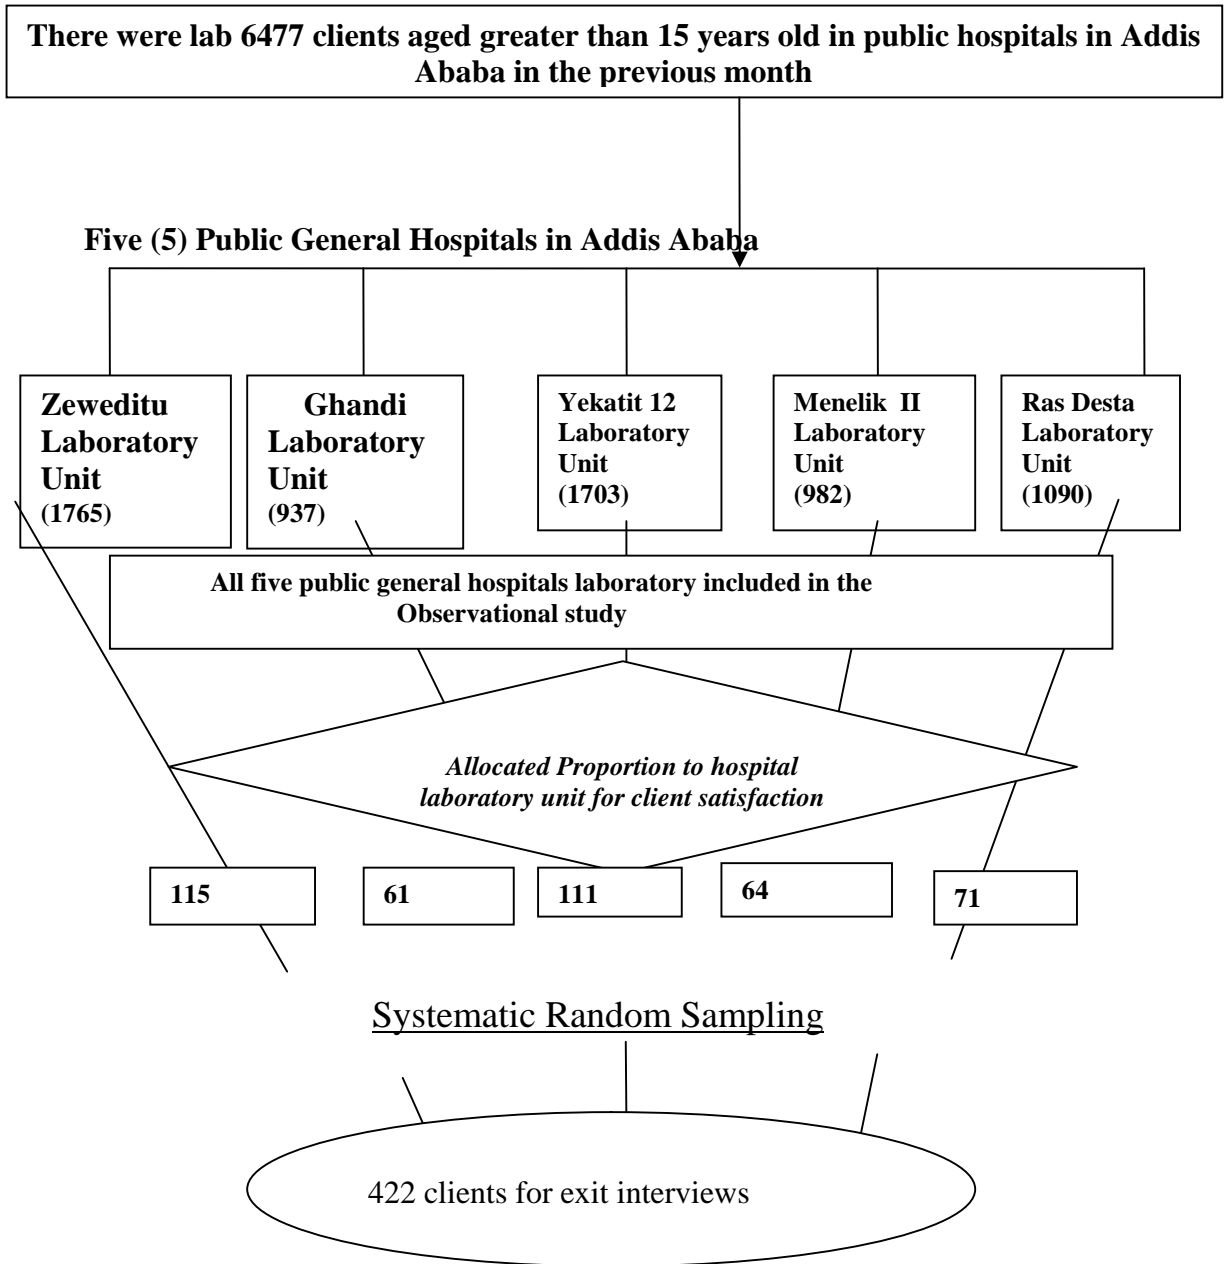 There were lab 6477 clients aged greater than 15 years old in public hospitals in Addis
Ababa in the previous month
Five (5) Public General Hospitals in Addis Ababa
Zeweditu
Laboratory
Unit
(1765)
Ghandi
Laboratory
Unit
(937)
Yekatit 12
Laboratory
Unit
(1703)
Menelik II
Laboratory
Unit
(982)
Ras Desta
Laboratory
Unit
(1090)
All five public general hospitals laboratory included in the
Observational study
Allocated Proportion to hospital
laboratory unit for client satisfaction
115
61
111
64
71
Systematic Random Sampling
422 clients for exit interviews